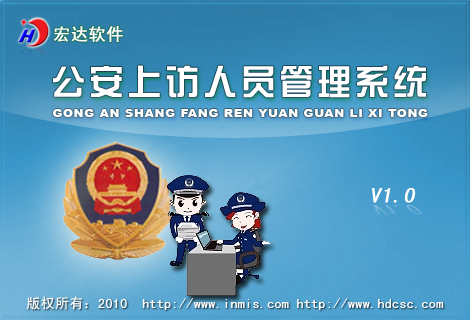 宏达软件
公安上访人员管理系统
GONG AN SHANG FANG REN YUAN GUAN LI XI TONG
V1.0
版权所有：2010 http://www.inmis.com http://www.hdcsc.com